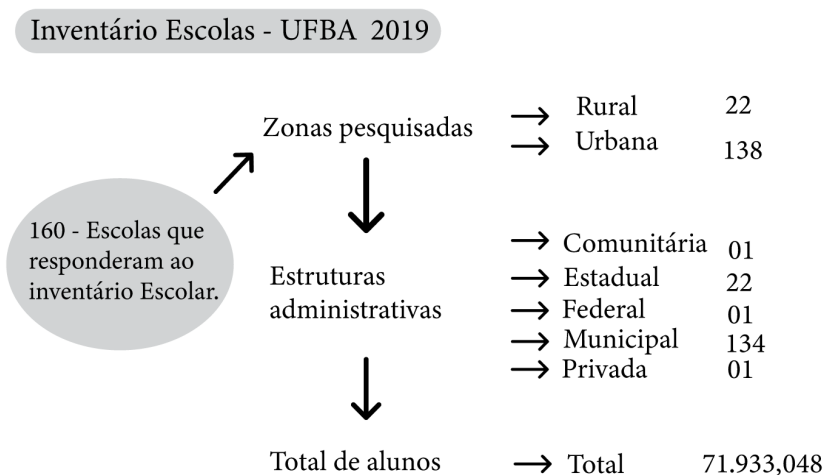 Inventário Escolas - UFBA 2019
160 - Escolas que
responderam ao
inventário Escolar.
Zonas pesquisadas
Rural 22
Urbana 138
Estruturas
administrativas
Comunitária 01
Estadual 22
Federal 01
Municipal 134
Privada 01
Total de alunos
Total 71.933,048